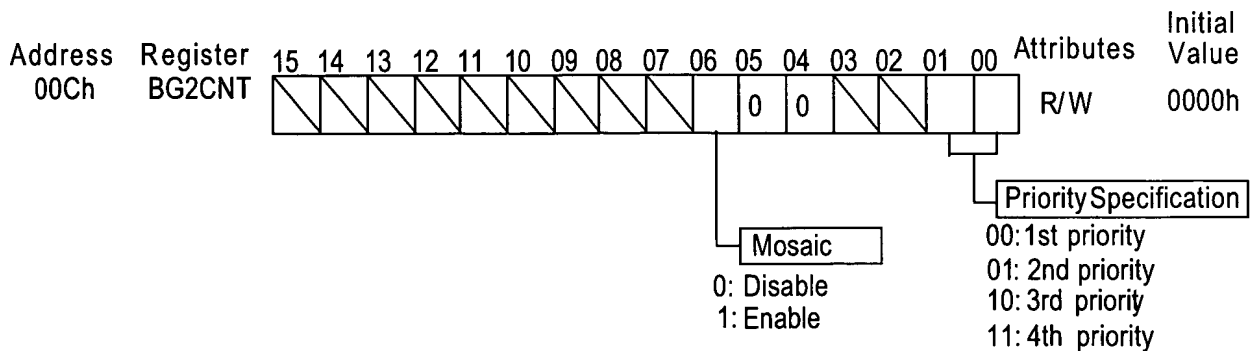 Address Register 15 14 13 12 11 10 09 08 07 06 05 04 03 02 01 00 Attributes Initial Value
00Ch BG2CNT 0 0 R/W 0000h
Priority Specification
00: 1st priority
01: 2nd priority
10: 3rd priority
11: 4th priority
Mosaic
0: Disable
1: Enable